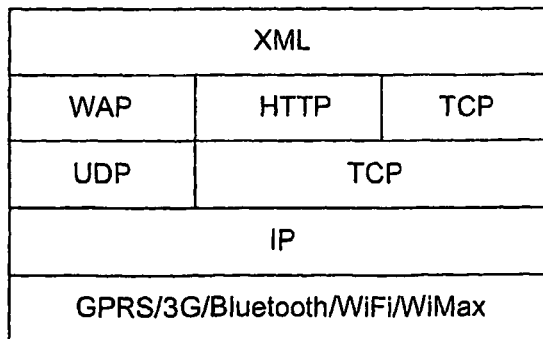 XML
WAP HTTP TCP
UDP TCP
IP
GPRS/3G/Bluetooth/WiFi/WiMax